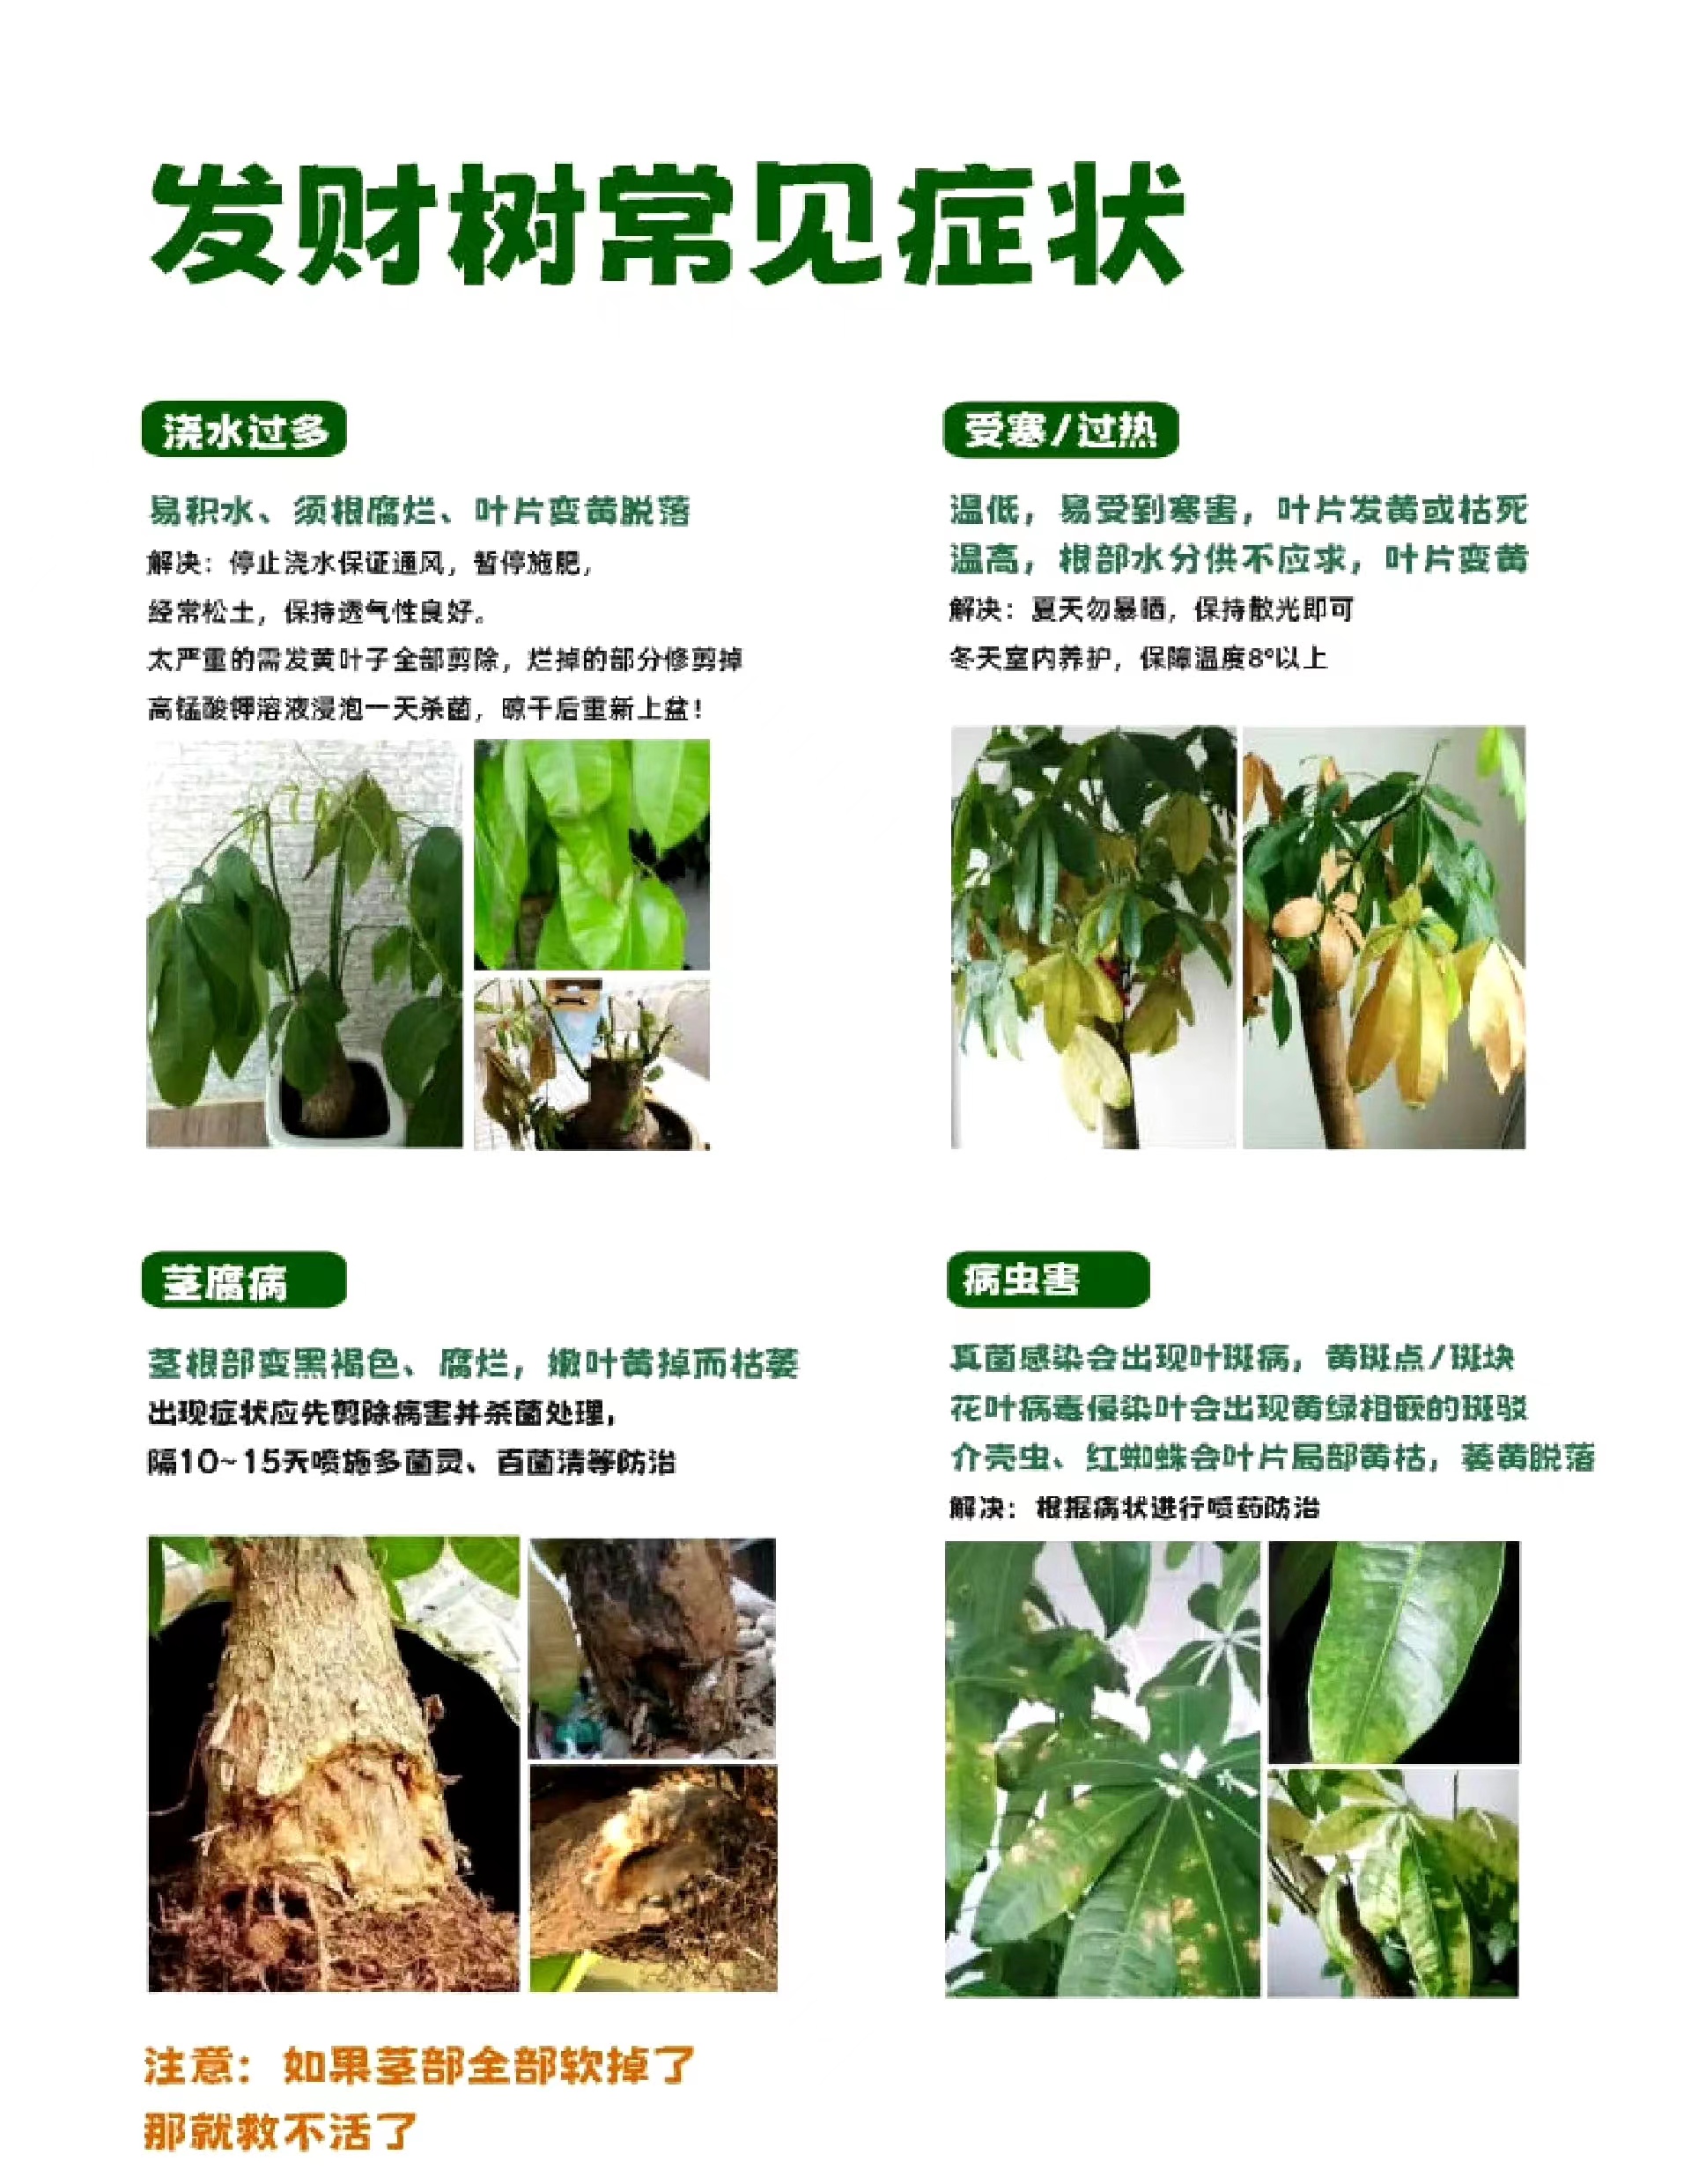 发财树常见症状
浇水过多
易积水、须根腐烂、叶片变黄脱落
解决：停止浇水保证通风，暂停施肥，
经常松土，保持透气性良好。
太严重的需发黄叶子全部剪除，烂掉的部分修剪掉
高锰酸钾溶液浸泡一天杀菌，晾干后重新上盆！
受塞/过热
温低，易受到寒害，叶片发黄或枯死
温高，根部水分供不应求，叶片变黄
解决：夏天勿暴晒，保持散光即可
冬天室内养护，保障温度8°以上
茎腐病
茎根部变黑褐色、腐烂，嫩叶黄掉而枯萎
出现症状应先剪除病害并杀菌处理，
隔10~15天喷施多菌灵、百菌清等防治
病虫害
真菌感染会出现叶斑病，黄斑点/斑块
花叶病毒侵染叶会出现黄绿相嵌的斑驳
介壳虫、红蜘蛛会叶片局部黄枯，萎黄脱落
解决：根据病状进行喷药防治
注意：如果茎部全部软掉了
那就救不活了